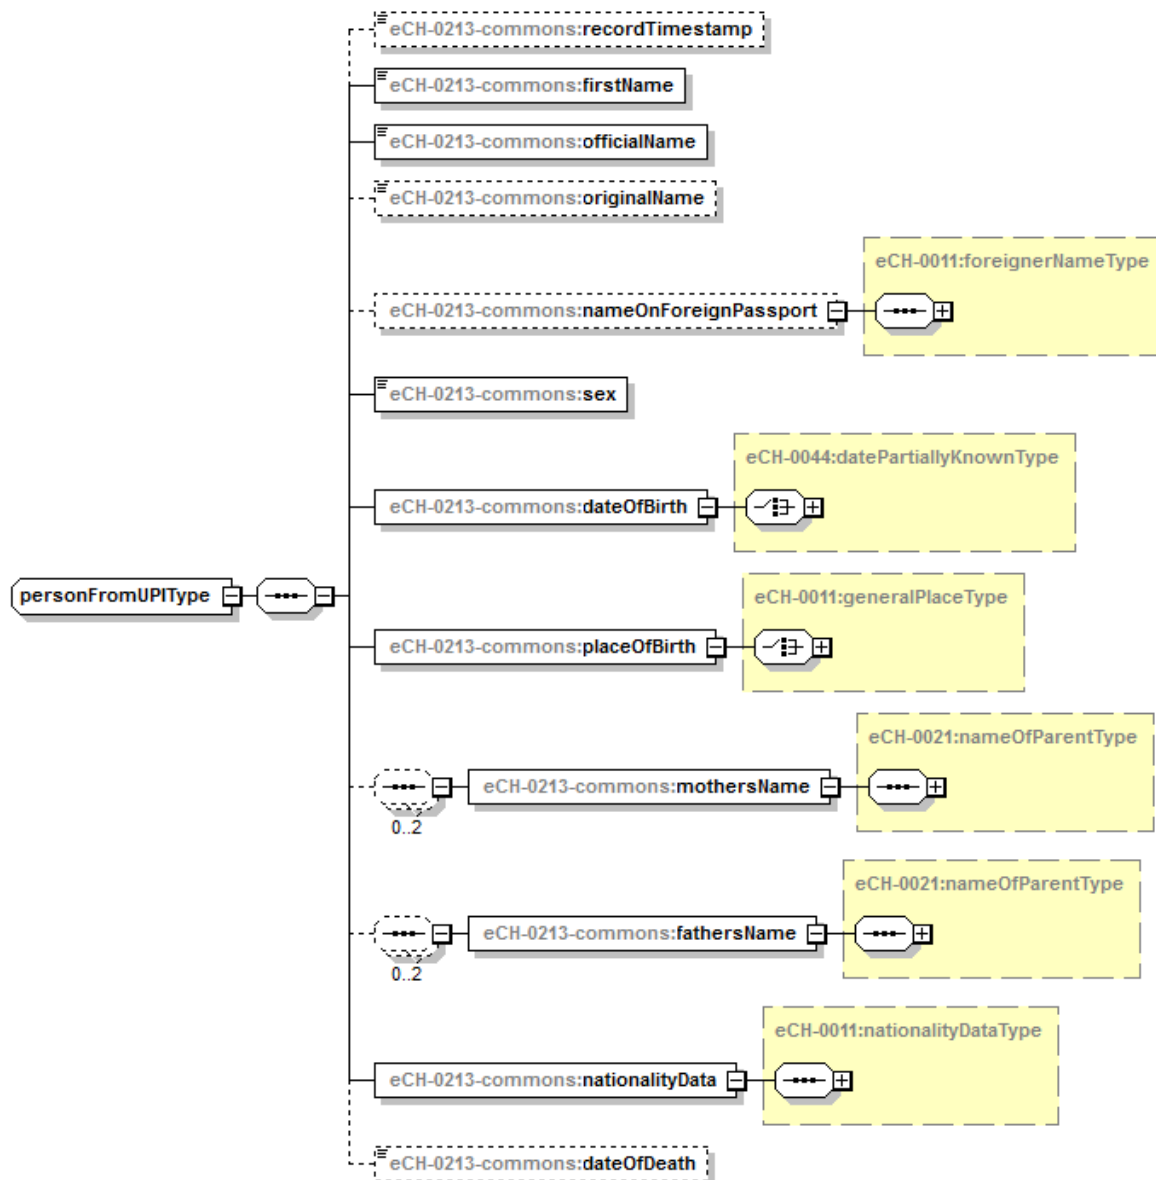 eCH-0213-commons:recordTimestamp
eCH-0213-commons:firstName
eCH-0213-commons:officialName
eCH-0213-commons:originalName
eCH-0011:foreignerNameType
eCH-0213-commons:nameOnForeignPassport
eCH-0213-commons:sex
eCH-0044:datePartiallyKnownType
eCH-0213-commons:dateOfBirth
personFromUPIType
eCH-0011:generalPlaceType
eCH-0213-commons:placeOfBirth
eCH-0021:nameOfParentType
eCH-0213-commons:mothersName
0..2
eCH-0021:nameOfParentType
eCH-0213-commons:fathersName
0..2
eCH-0011:nationalityDataType
eCH-0213-commons:nationalityData
eCH-0213-commons:dateOfDeath